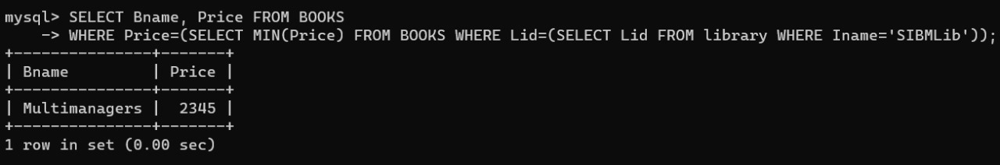 mysql> SELECT Bname, Price FROM BOOKS
    -> WHERE Price=(SELECT MIN(Price) FROM BOOKS WHERE Lid=(SELECT Lid FROM library WHERE Iname='SIBMLib'));
+---------------+-------+
| Bname         | Price |
+---------------+-------+
| Multimanagers |  2345 |
+---------------+-------+
1 row in set (0.00 sec)